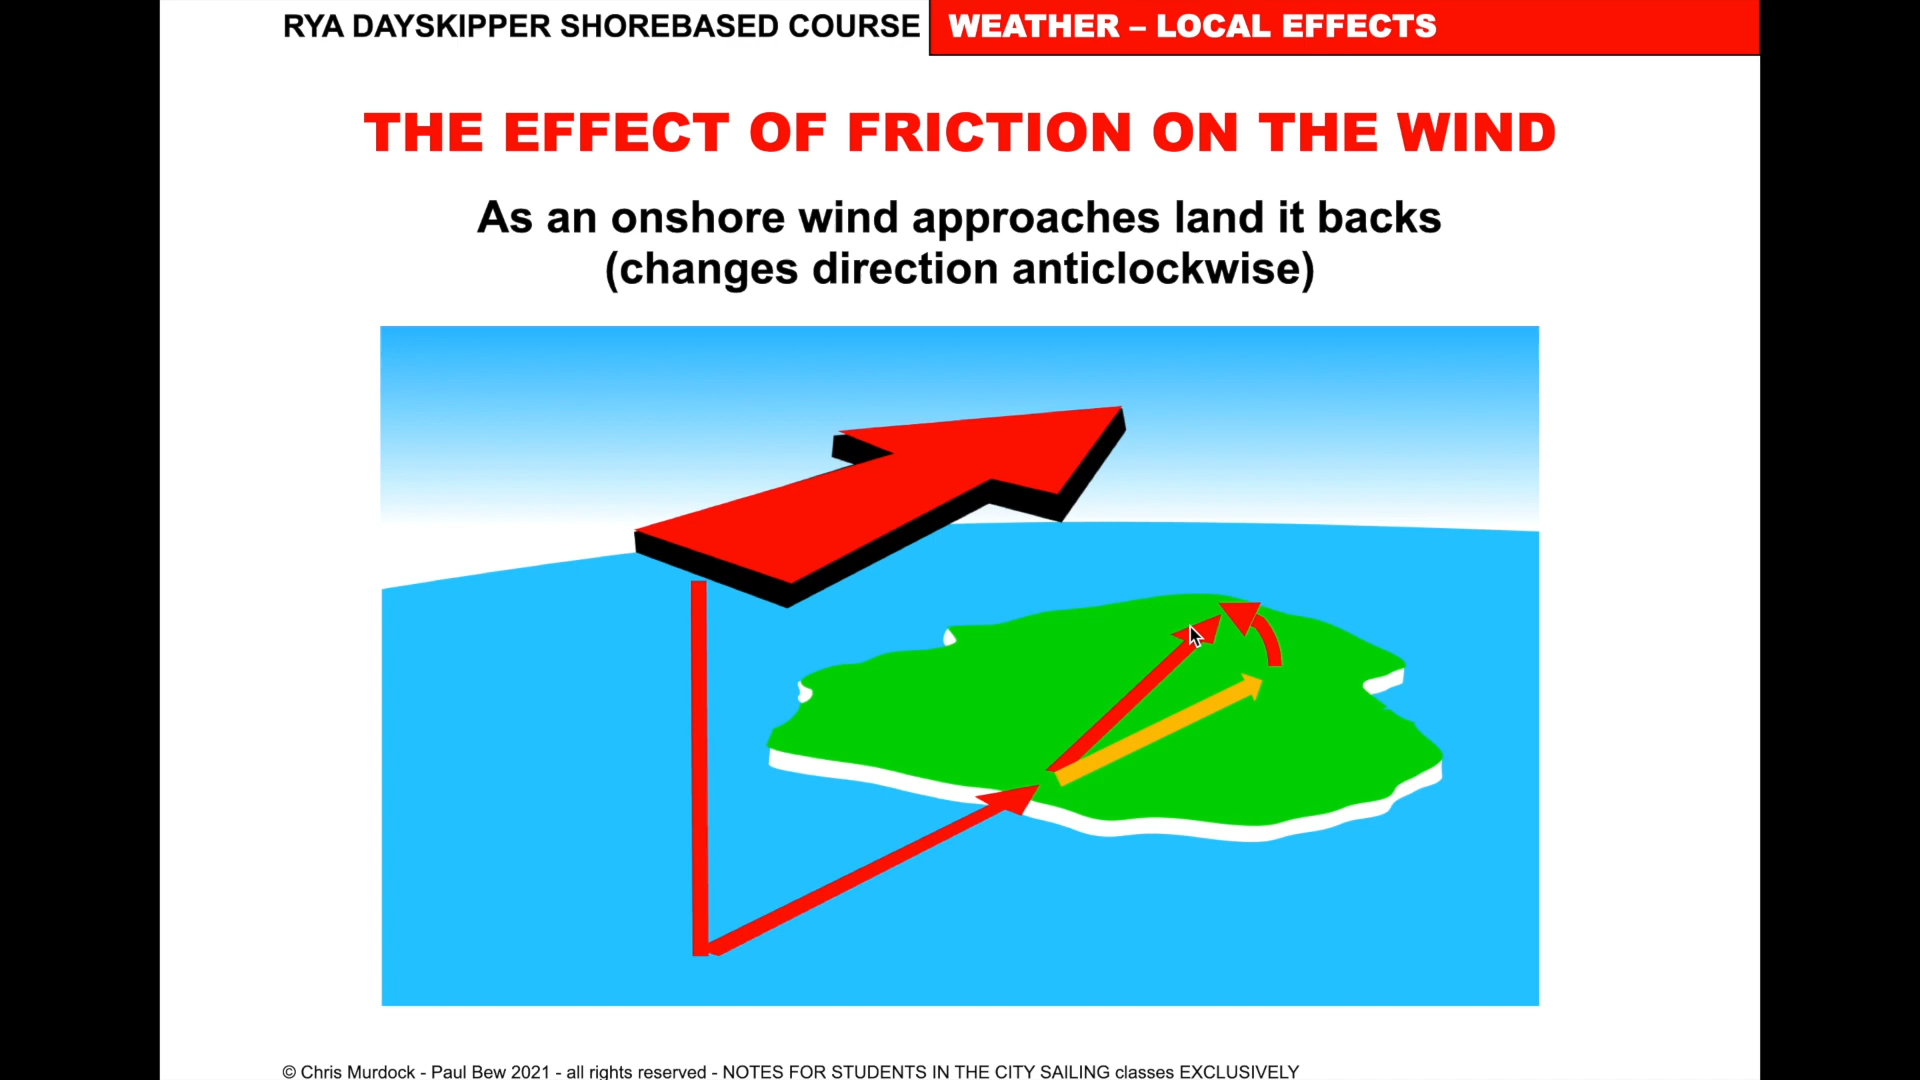 RYA DAYSKIPPER SHOREBASED COURSE WEATHER – LOCAL EFFECTS
THE EFFECT OF FRICTION ON THE WIND
As an onshore wind approaches land it backs
(changes direction anticlockwise)
© Chris Murdock - Paul Bew 2021 - all rights reserved - NOTES FOR STUDENTS IN THE CITY SAILING classes EXCLUSIVELY